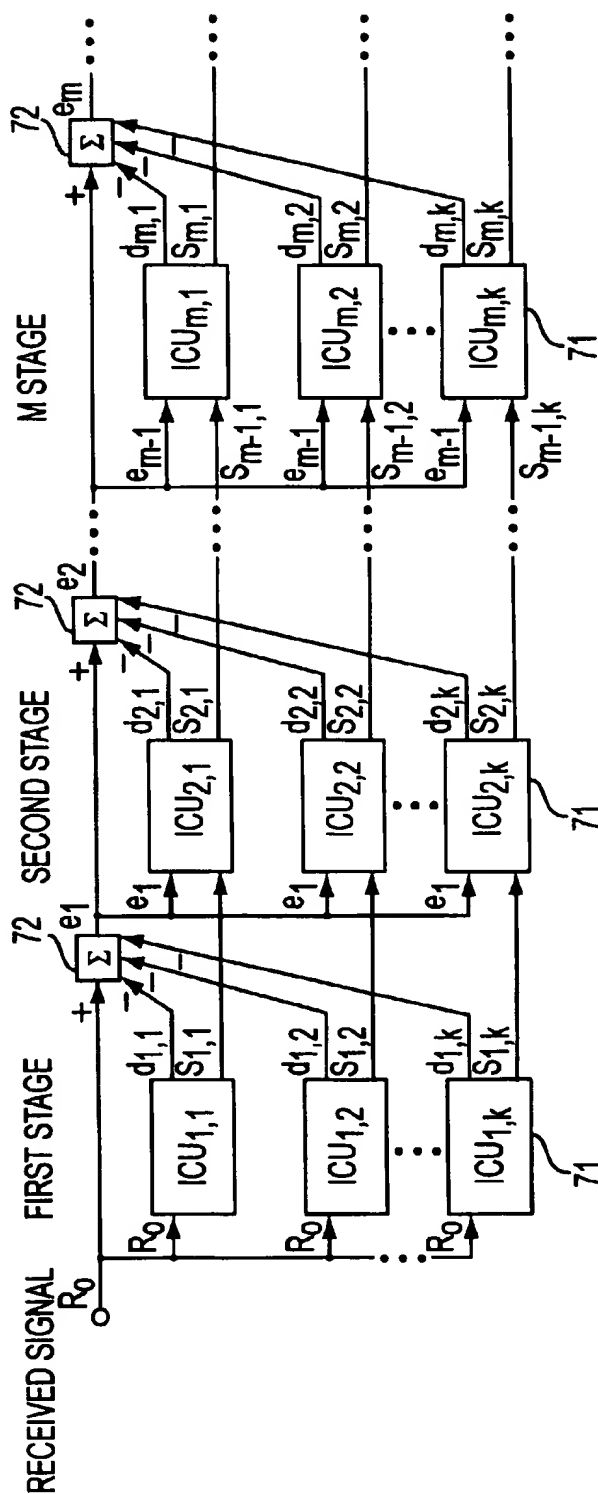 RECEIVED SIGNAL FIRST STAGE SECOND STAGE M STAGE
R0 72 e1 72 e2 72 em
+ Σ + Σ + Σ
− − − − − − − − −
R0 ICU1,1 d1,1 S1,1 e1 ICU2,1 d2,1 S2,1 em-1 Sm-1,1 ICUm,1 dm,1 Sm,1
R0 ICU1,2 d1,2 S1,2 e1 ICU2,2 d2,2 S2,2 em-1 Sm-1,2 ICUm,2 dm,2 Sm,2
R0 ICU1,k d1,k S1,k e1 ICU2,k d2,k S2,k em-1 Sm-1,k ICUm,k dm,k Sm,k
71 71 71